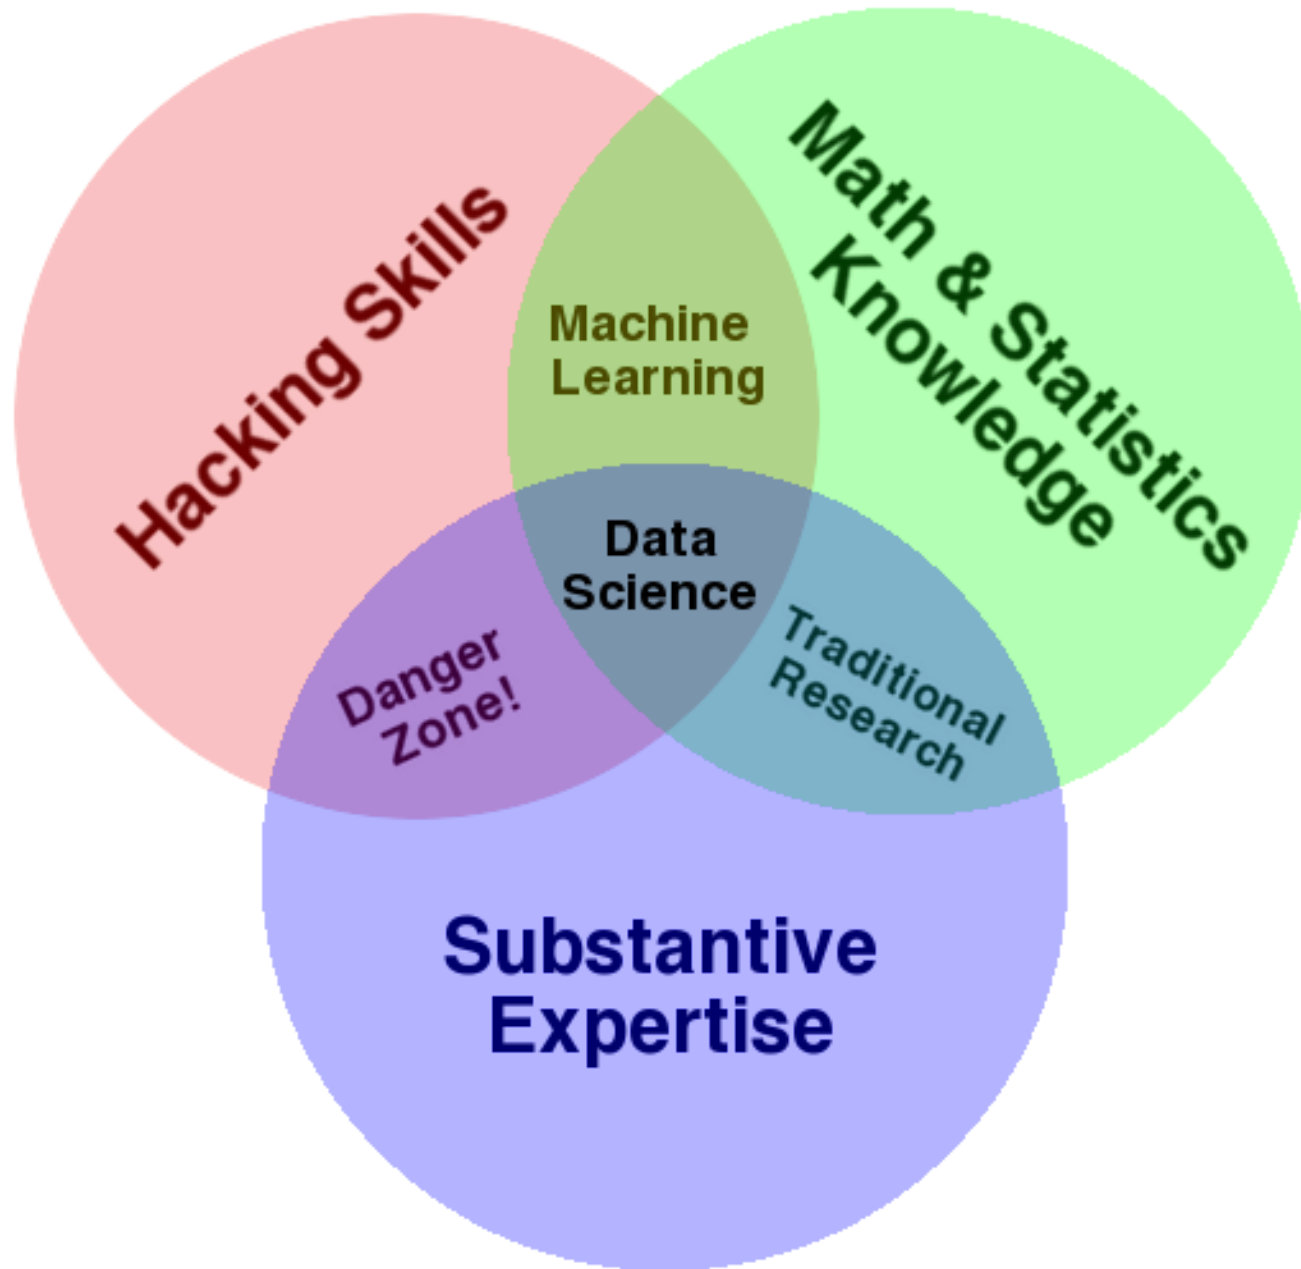 Hacking Skills
Math & Statistics
Knowledge
Machine
Learning
Data
Science
Danger
Zone!
Traditional
Research
Substantive
Expertise